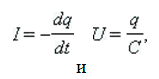 I = −dq/dt   U = q/C,
и